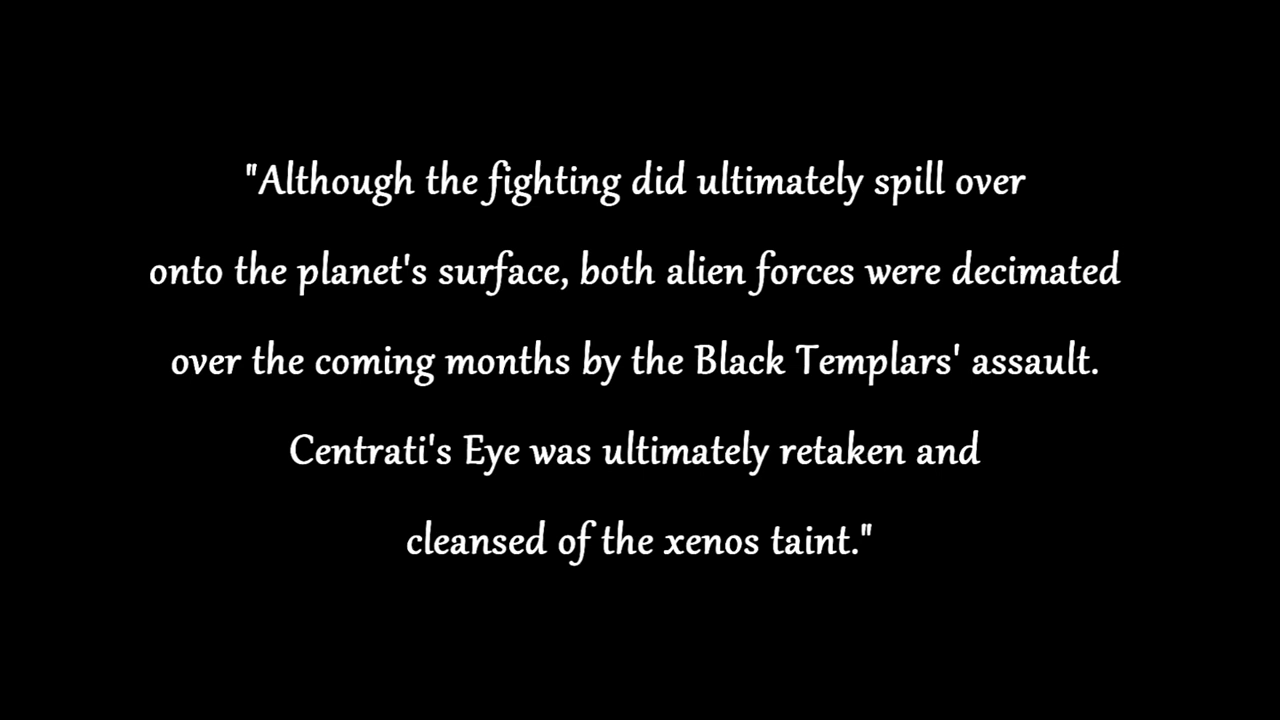 "Although the fighting did ultimately spill over
onto the planet's surface, both alien forces were decimated
over the coming months by the Black Templars' assault.
Centrati's Eye was ultimately retaken and
cleansed of the xenos taint."